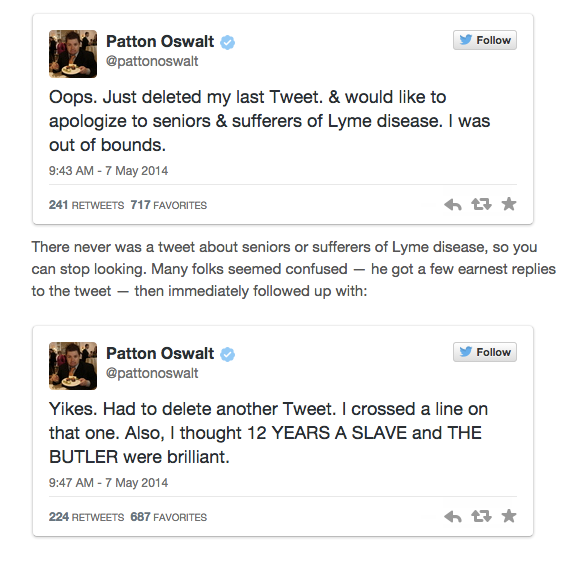 Patton Oswalt
@pattonoswalt
Follow
Oops. Just deleted my last Tweet. & would like to
apologize to seniors & sufferers of Lyme disease. I was
out of bounds.
9:43 AM - 7 May 2014
241 RETWEETS 717 FAVORITES
There never was a tweet about seniors or sufferers of Lyme disease, so you
can stop looking. Many folks seemed confused — he got a few earnest replies
to the tweet — then immediately followed up with:
Patton Oswalt
@pattonoswalt
Follow
Yikes. Had to delete another Tweet. I crossed a line on
that one. Also, I thought 12 YEARS A SLAVE and THE
BUTLER were brilliant.
9:47 AM - 7 May 2014
224 RETWEETS 687 FAVORITES